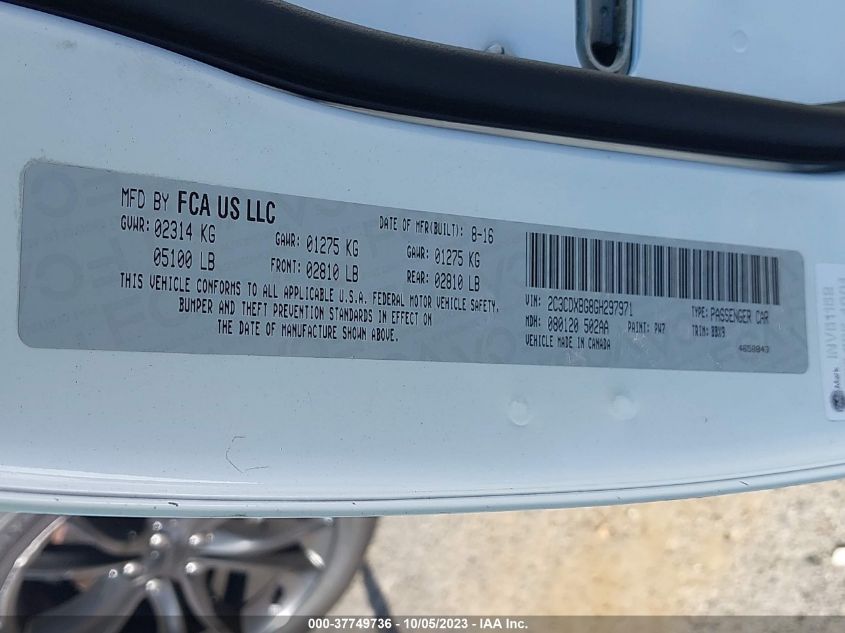 MFD BY FCA US LLC
DATE OF MFR(BUILT): 8-16
GVWR: 02314 KG
GAWR: 01275 KG
GAWR: 01275 KG
05100 LB
FRONT: 02810 LB
REAR: 02810 LB
THIS VEHICLE CONFORMS TO ALL APPLICABLE U.S.A. FEDERAL MOTOR VEHICLE SAFETY,
BUMPER AND THEFT PREVENTION STANDARDS IN EFFECT ON
THE DATE OF MANUFACTURE SHOWN ABOVE.
VIN: 2C3CDXBG8GH297971
TYPE: PASSENGER CAR
MDH: 080120 502AA
PAINT: PW7
TRIM: BBX9
VEHICLE MADE IN CANADA
4658843
Mark
000-37749736 - 10/05/2023 - IAA Inc.